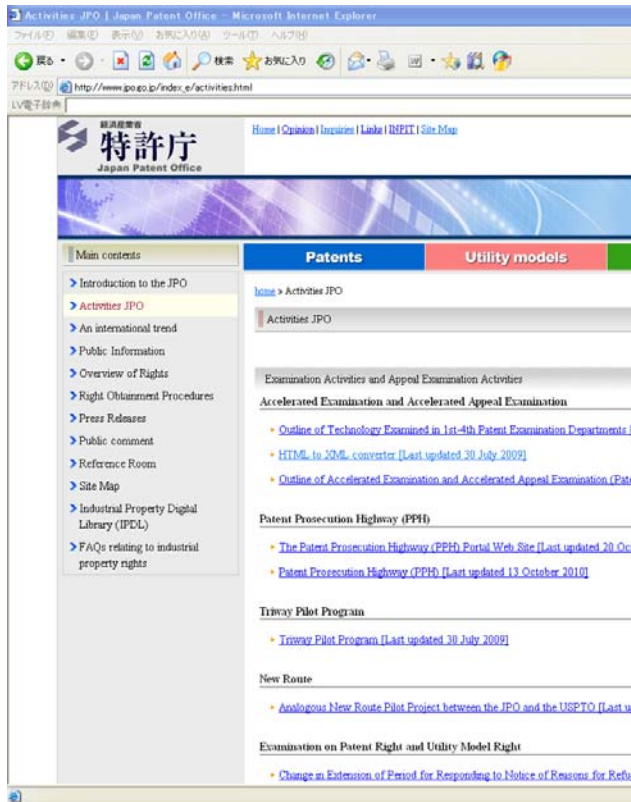 Activities JPO | Japan Patent Office - Microsoft Internet Explorer
ファイル(F) 編集(E) 表示(V) お気に入り(A) ツール(T) ヘルプ(H)
戻る 検索 お気に入り
アドレス(D) http://www.jpo.go.jp/index_e/activities.html
LV電子辞典
経済産業省
特許庁
Japan Patent Office
Home | Opinion | Inquiries | Links | INPIT | Site Map
Main contents
Introduction to the JPO
Activities JPO
An international trend
Public Information
Overview of Rights
Right Obtainment Procedures
Press Releases
Public comment
Reference Room
Site Map
Industrial Property Digital
Library (IPDL)
FAQs relating to industrial
property rights
Patents Utility models
home » Activities JPO
Activities JPO
Examination Activities and Appeal Examination Activities
Accelerated Examination and Accelerated Appeal Examination
Outline of Technology Examined in 1st-4th Patent Examination Departments [
HTML to XML converter [Last updated 30 July 2009]
Outline of Accelerated Examination and Accelerated Appeal Examination (Pate
Patent Prosecution Highway (PPH)
The Patent Prosecution Highway (PPH) Portal Web Site [Last updated 20 Oc
Patent Prosecution Highway (PPH) [Last updated 13 October 2010]
Triway Pilot Program
Triway Pilot Program [Last updated 30 July 2009]
New Route
Analogous New Route Pilot Project between the JPO and the USPTO [Last u
Examination on Patent Right and Utility Model Right
Change in Extension of Period for Responding to Notice of Reasons for Refu